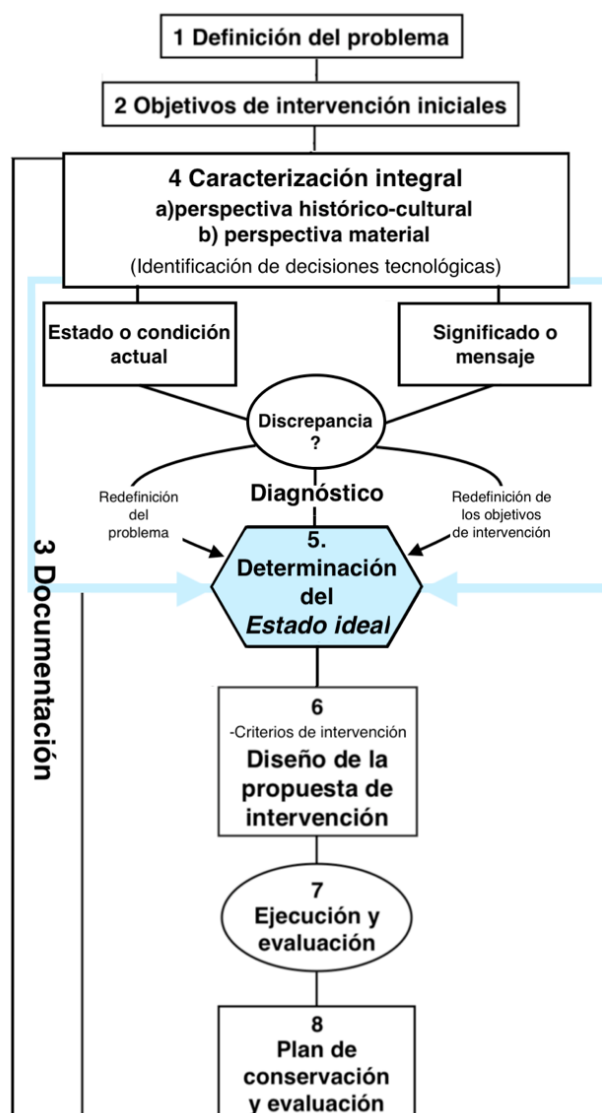 1 Definición del problema
2 Objetivos de intervención iniciales
4 Caracterización integral
a)perspectiva histórico-cultural
b) perspectiva material
(Identificación de decisiones tecnológicas)
Estado o condición
actual
Significado o
mensaje
Discrepancia
?
Redefinición
del
problema
Diagnóstico
Redefinición de
los objetivos
de intervención
3 Documentación
5.
Determinación
del
Estado ideal
6
-Criterios de intervención
Diseño de la
propuesta de
intervención
7
Ejecución y
evaluación
8
Plan de
conservación
y evaluación